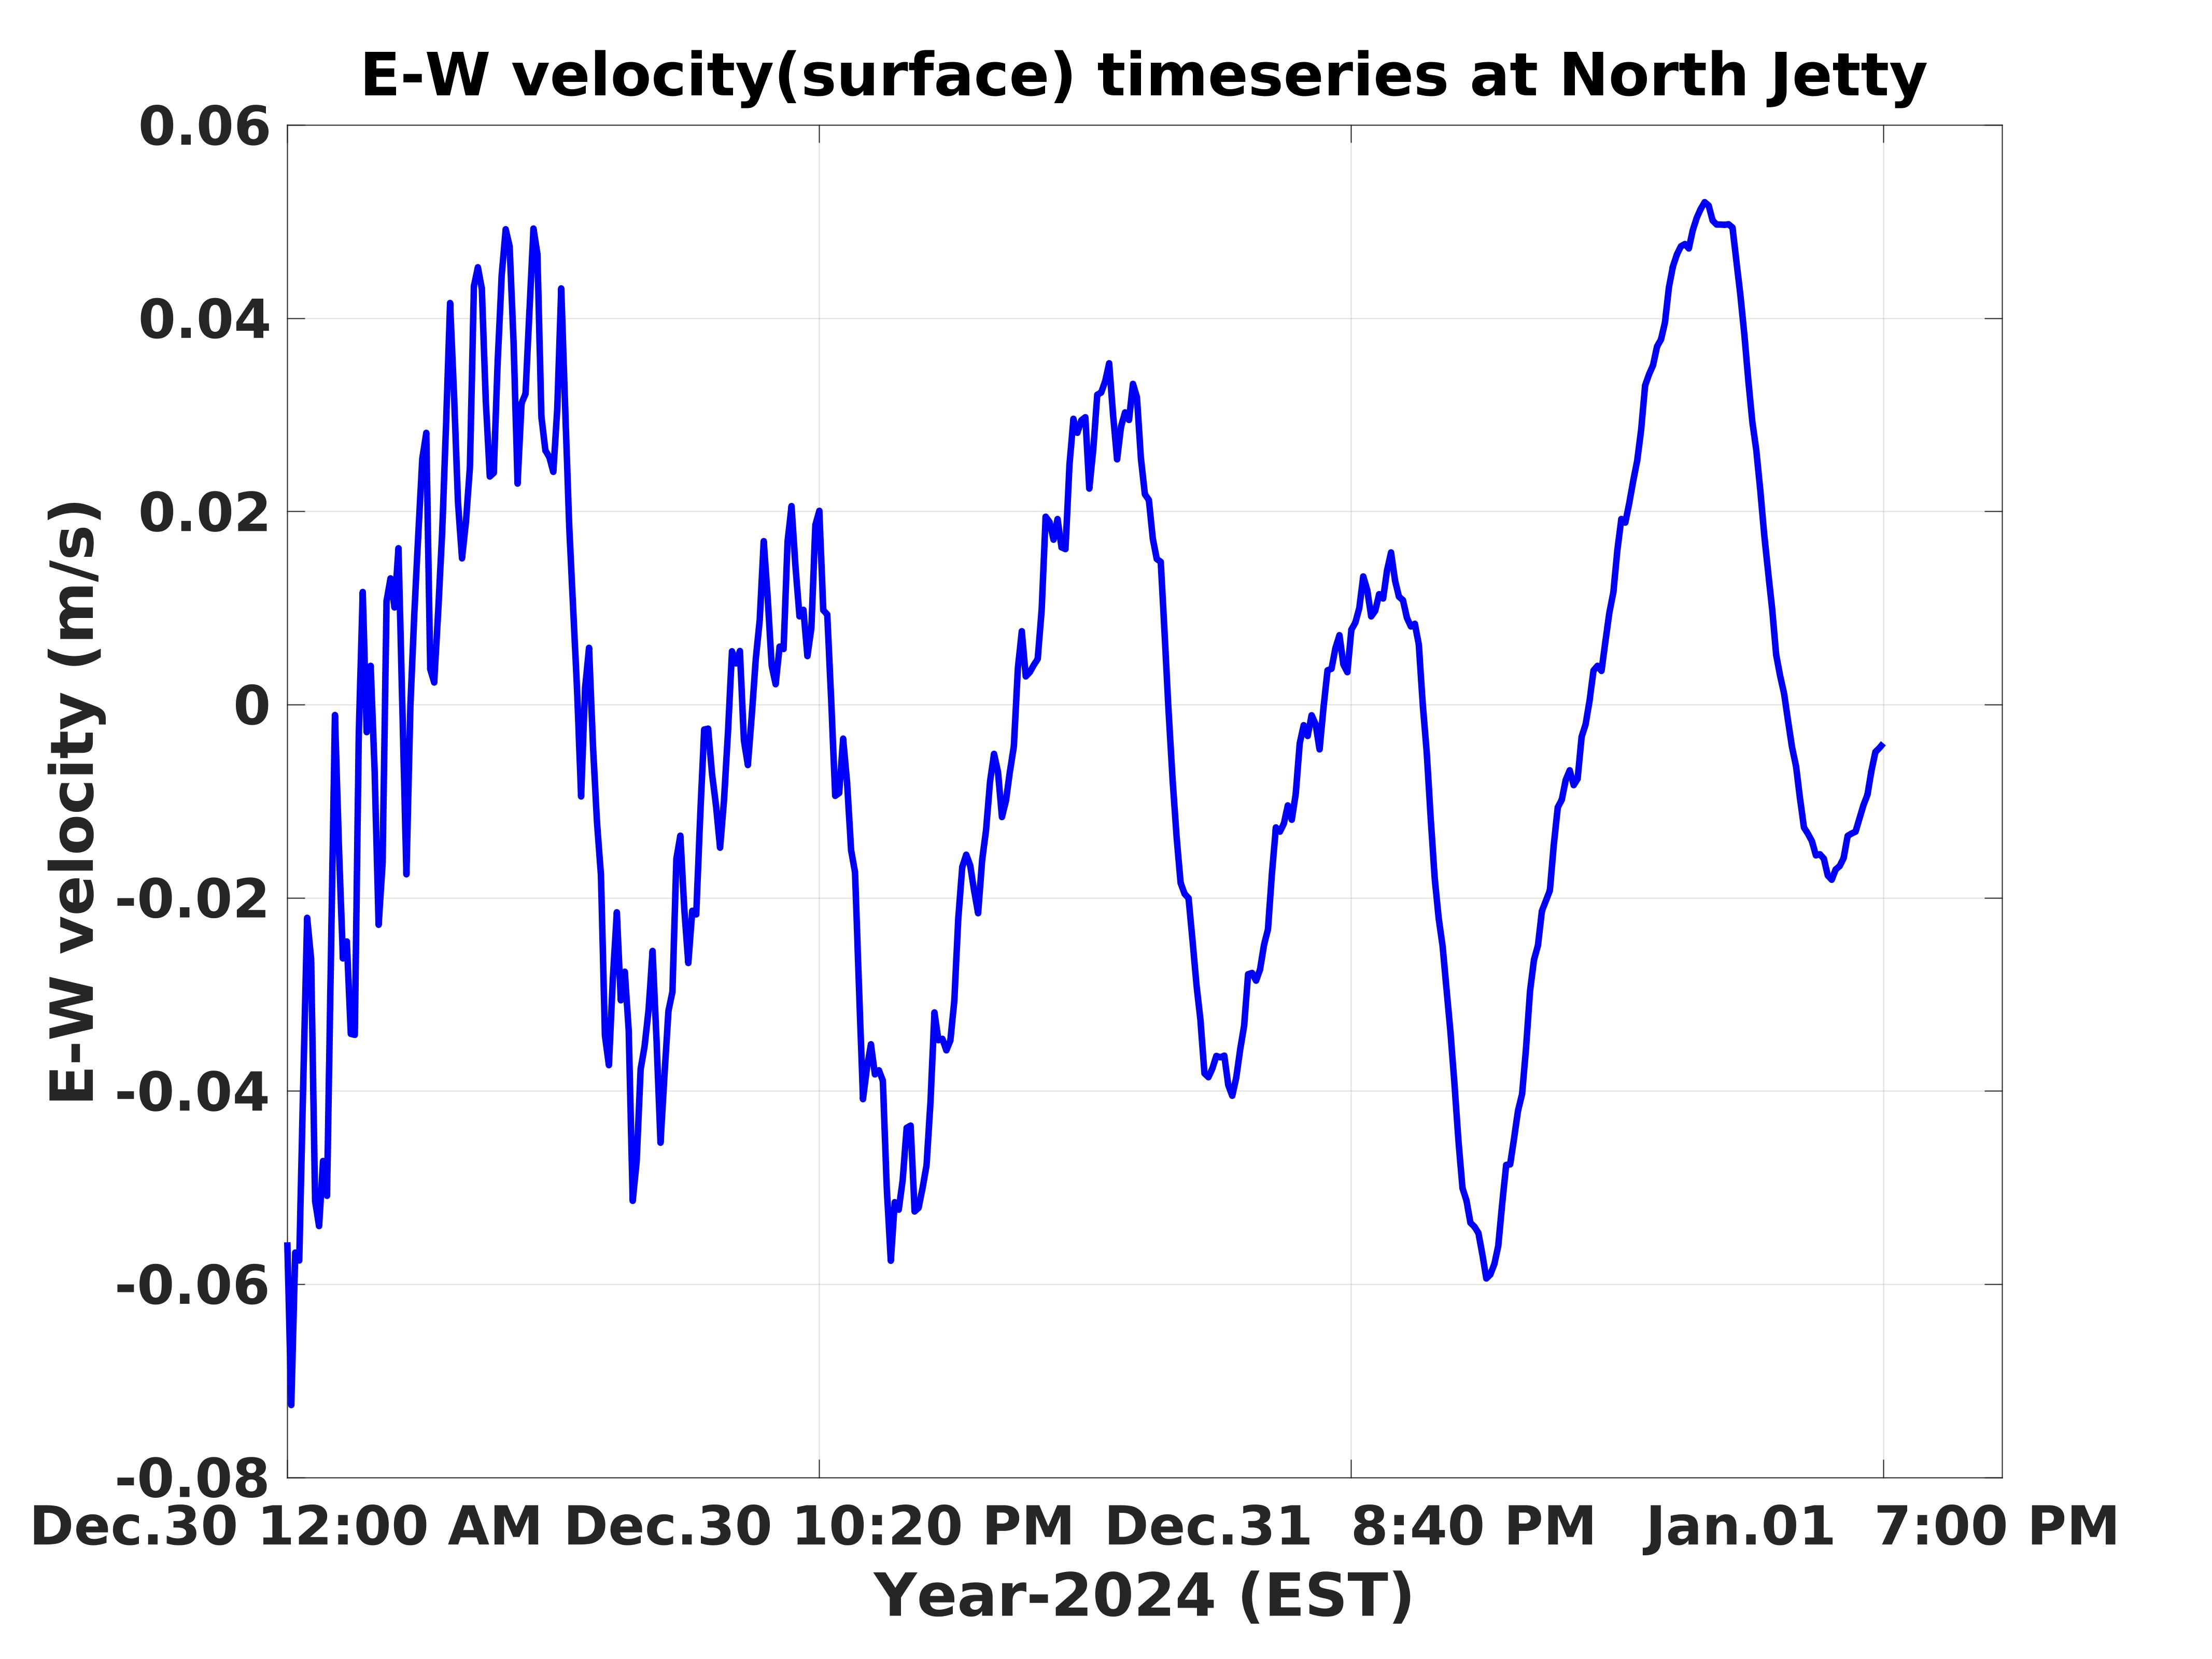 E-W velocity(surface) timeseries at North Jetty
0.06
0.04
0.02
0
-0.02
-0.04
-0.06
-0.08
E-W velocity (m/s)
Dec.30 12:00 AM Dec.30 10:20 PM Dec.31 8:40 PM Jan.01 7:00 PM
Year-2024 (EST)